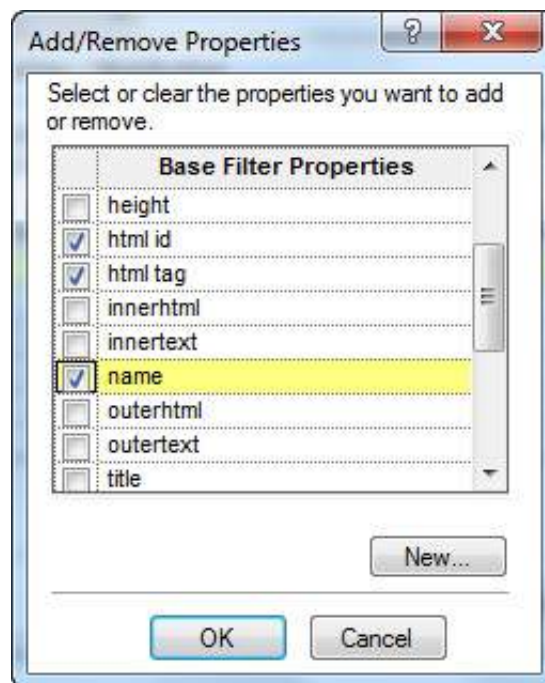 Add/Remove Properties
Select or clear the properties you want to add
or remove.
Base Filter Properties
height
html id
html tag
innerhtml
innertext
name
outerhtml
outertext
title
New...
OK
Cancel